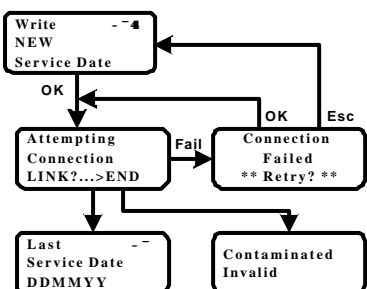 Write - ‾4
NEW
Service Date
OK
OK Esc
Attempting
Connection
LINK?...>END
Fail
Connection
Failed
** Retry? **
Last - ‾
Service Date
DDMMYY
Contaminated
Invalid